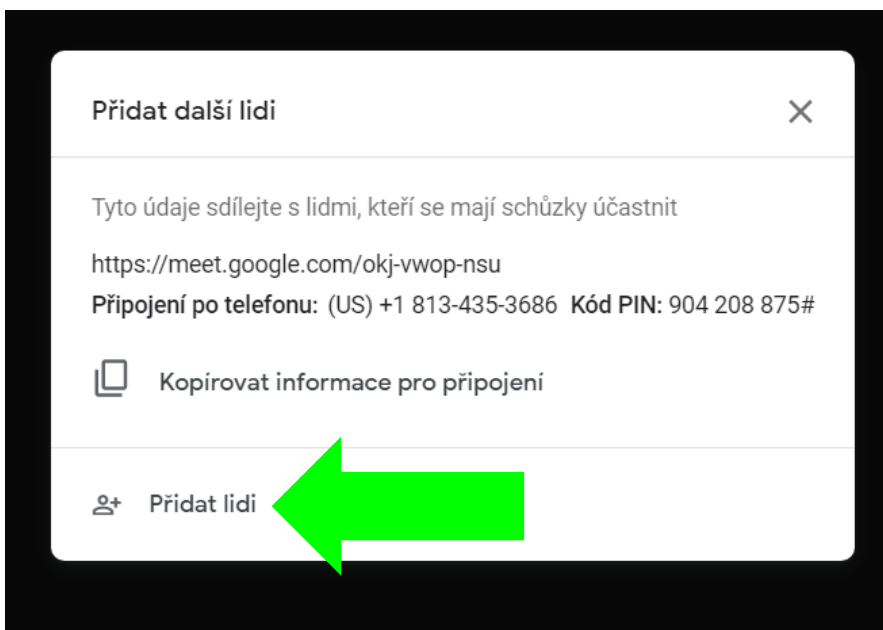 Přidat další lidi
Tyto údaje sdílejte s lidmi, kteří se mají schůzky účastnit
https://meet.google.com/okj-vwop-nsu
Připojení po telefonu: (US) +1 813-435-3686 Kód PIN: 904 208 875#
Kopírovat informace pro připojení
Přidat lidi